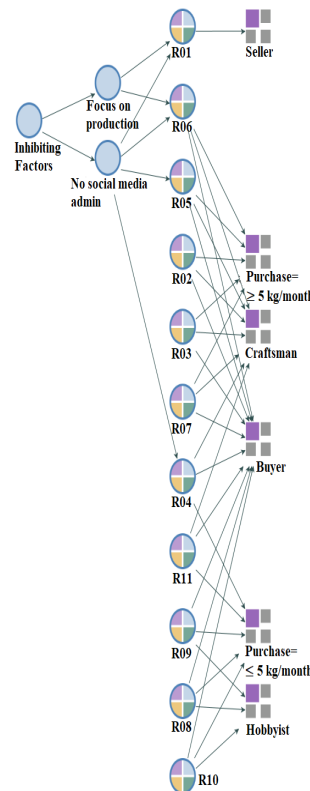 R01
Seller
Focus on
production
R06
Inhibiting
Factors
No social media
admin
R05
R02
Purchase=
≥ 5 kg/month
R03
Craftsman
R07
Buyer
R04
R11
R09
Purchase=
≤ 5 kg/month
R08
Hobbyist
R10